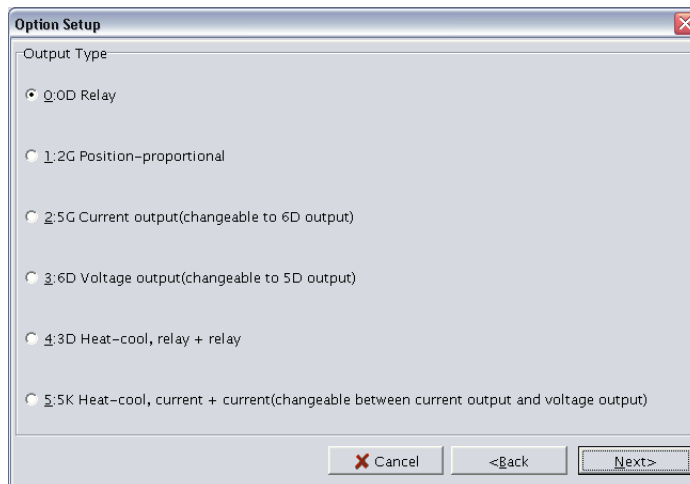 Option Setup
Output Type
0:0D Relay
1:2G Position-proportional
2:5G Current output(changeable to 6D output)
3:6D Voltage output(changeable to 5D output)
4:3D Heat-cool, relay + relay
5:5K Heat-cool, current + current(changeable between current output and voltage output)
Cancel
<Back
Next>